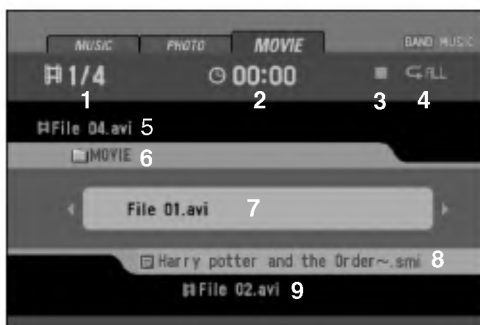 MUSIC PHOTO MOVIE BAND MUSIC
1/4 00:00 ALL
1 2 3 4
File 04.avi 5
MOVIE 6
File 01.avi 7
Harry potter and the Order~.smi 8
File 02.avi 9